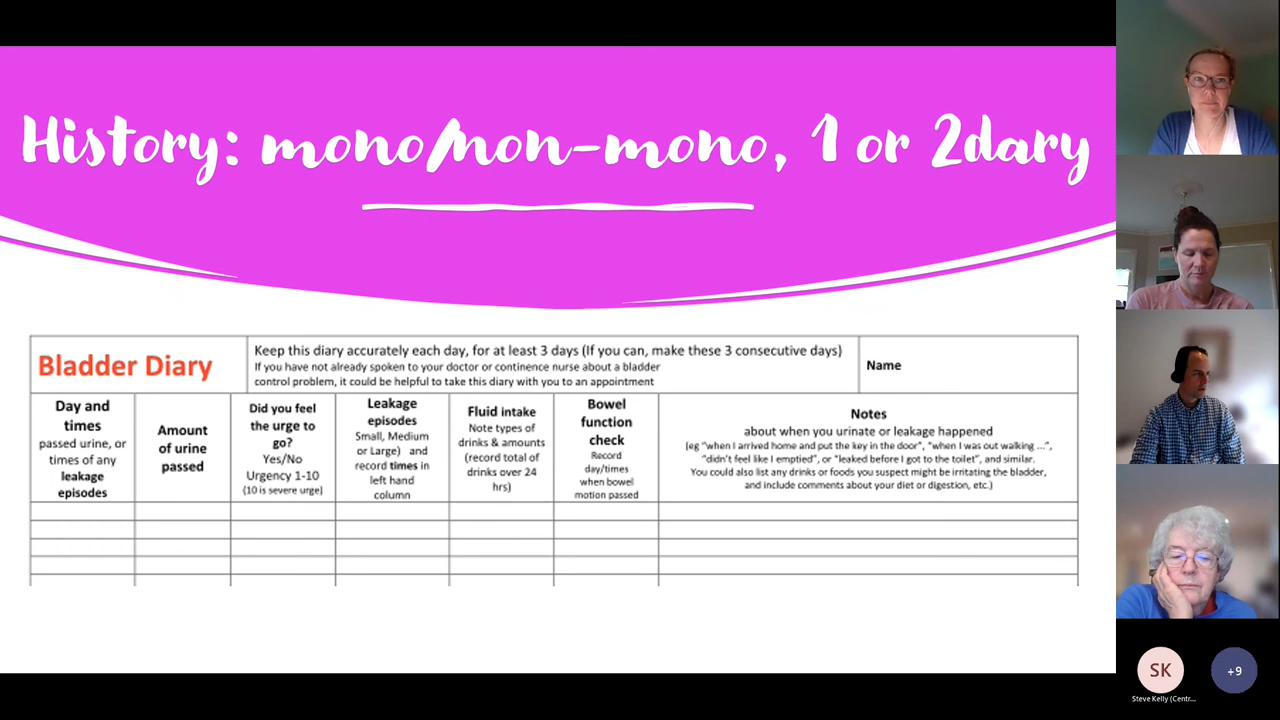 History: mono/non-mono, 1 or 2dary
Bladder Diary
Keep this diary accurately each day, for at least 3 days (If you can, make these 3 consecutive days)
If you have not already spoken to your doctor or continence nurse about a bladder
control problem, it could be helpful to take this diary with you to an appointment
Name
Day and
times
passed urine, or
times of any
leakage
episodes
Amount
of urine
passed
Did you feel
the urge to
go?
Yes/No
Urgency 1-10
(10 is severe urge)
Leakage
episodes
Small, Medium
or Large) and
record times in
left hand
column
Fluid intake
Note types of
drinks & amounts
(record total of
drinks over 24
hrs)
Bowel
function
check
Record
day/times
when bowel
motion passed
Notes
about when you urinate or leakage happened
(eg “when I arrived home and put the key in the door”, “when I was out walking ...”,
“didn’t feel like I emptied”, or “leaked before I got to the toilet”, and similar.
You could also list any drinks or foods you suspect might be irritating the bladder,
and include comments about your diet or digestion, etc.)
SK
+9
Steve Kelly (Centr...